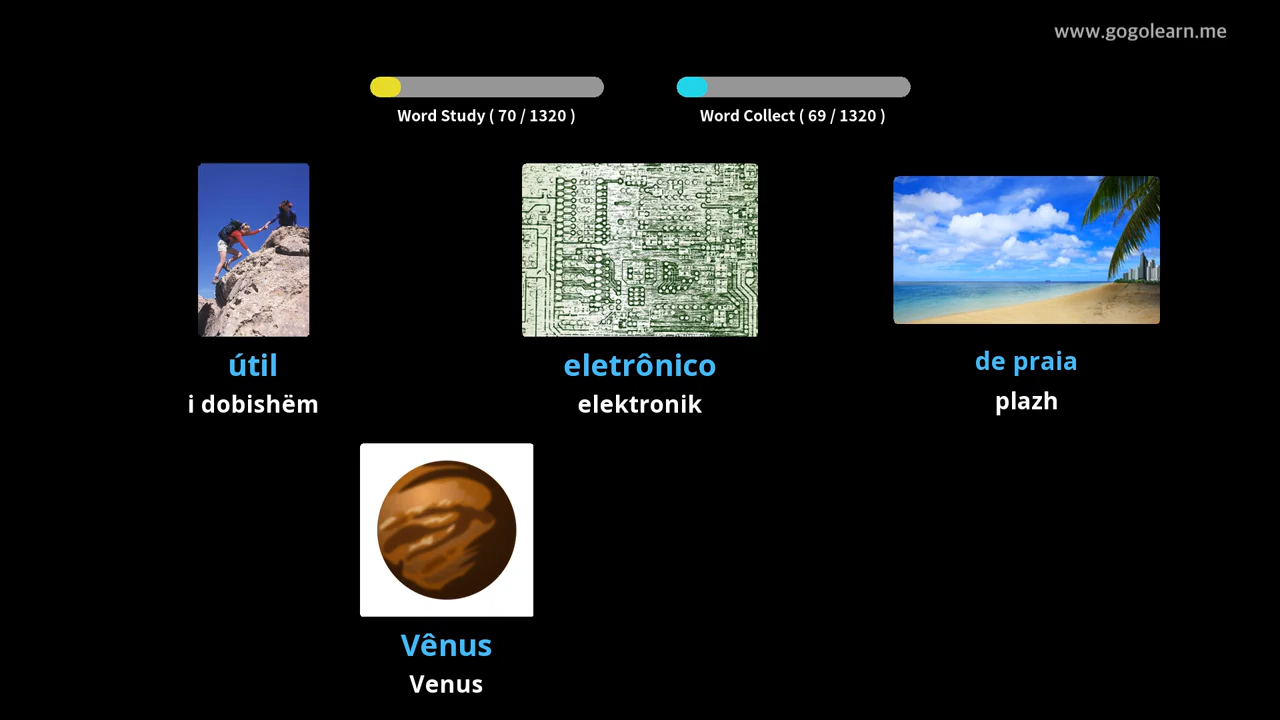 www.gogolearn.me
Word Study ( 70 / 1320 )
Word Collect ( 69 / 1320 )
útil
eletrônico
de praia
i dobishëm
elektronik
plazh
Vênus
Venus